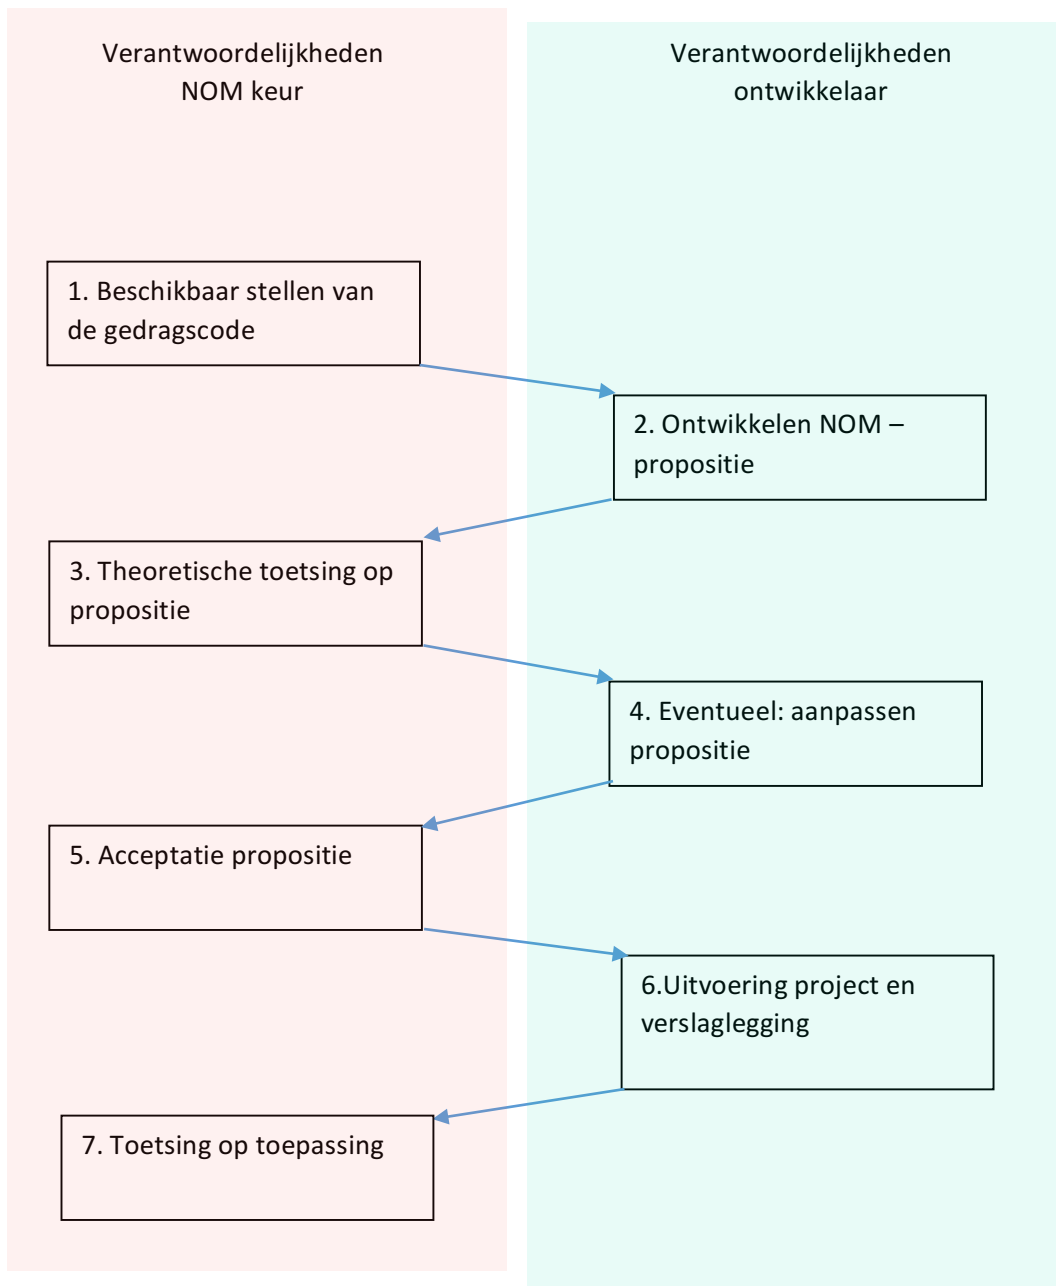 Verantwoordelijkheden
NOM keur
Verantwoordelijkheden
ontwikkelaar
1. Beschikbaar stellen van
de gedragscode
2. Ontwikkelen NOM –
propositie
3. Theoretische toetsing op
propositie
4. Eventueel: aanpassen
propositie
5. Acceptatie propositie
6.Uitvoering project en
verslaglegging
7. Toetsing op toepassing